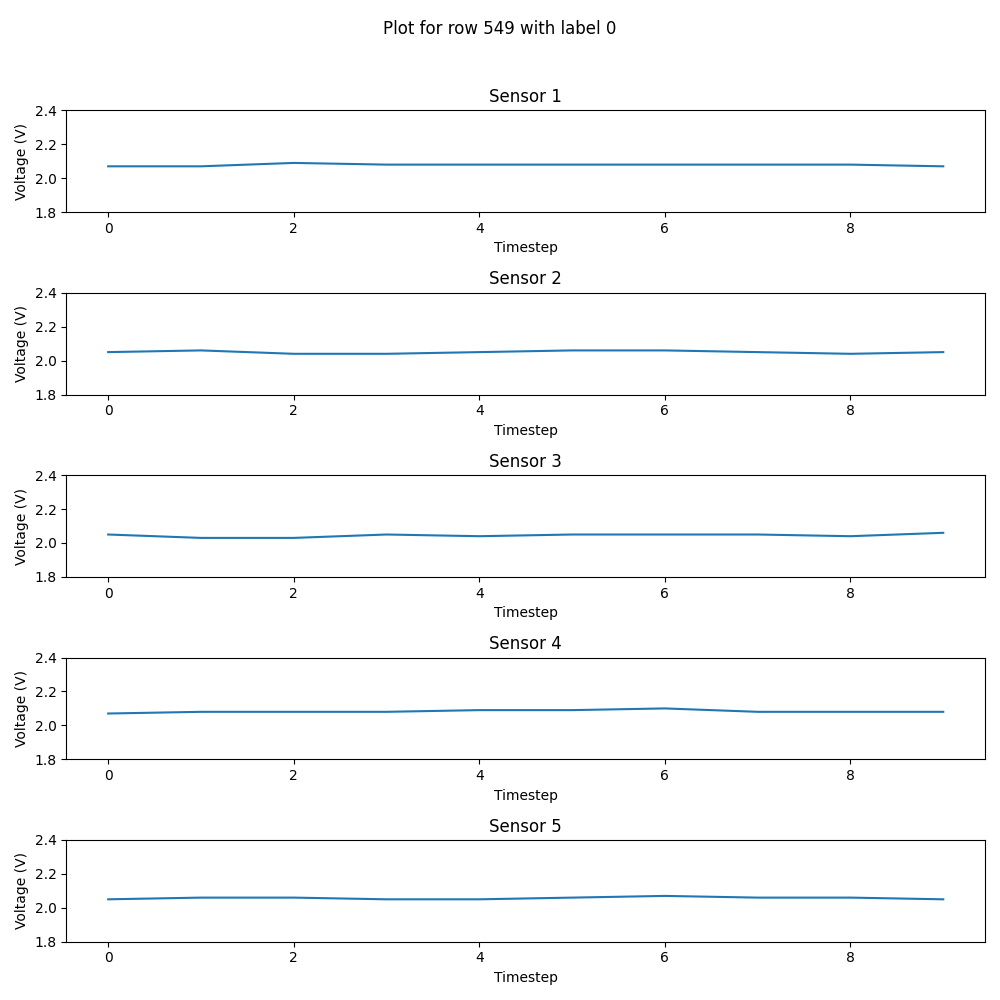 Plot for row 549 with label 0
Sensor 1
Voltage (V)
2.4
2.2
2.0
1.8
0 2 4 6 8
Timestep
Sensor 2
Voltage (V)
2.4
2.2
2.0
1.8
0 2 4 6 8
Timestep
Sensor 3
Voltage (V)
2.4
2.2
2.0
1.8
0 2 4 6 8
Timestep
Sensor 4
Voltage (V)
2.4
2.2
2.0
1.8
0 2 4 6 8
Timestep
Sensor 5
Voltage (V)
2.4
2.2
2.0
1.8
0 2 4 6 8
Timestep